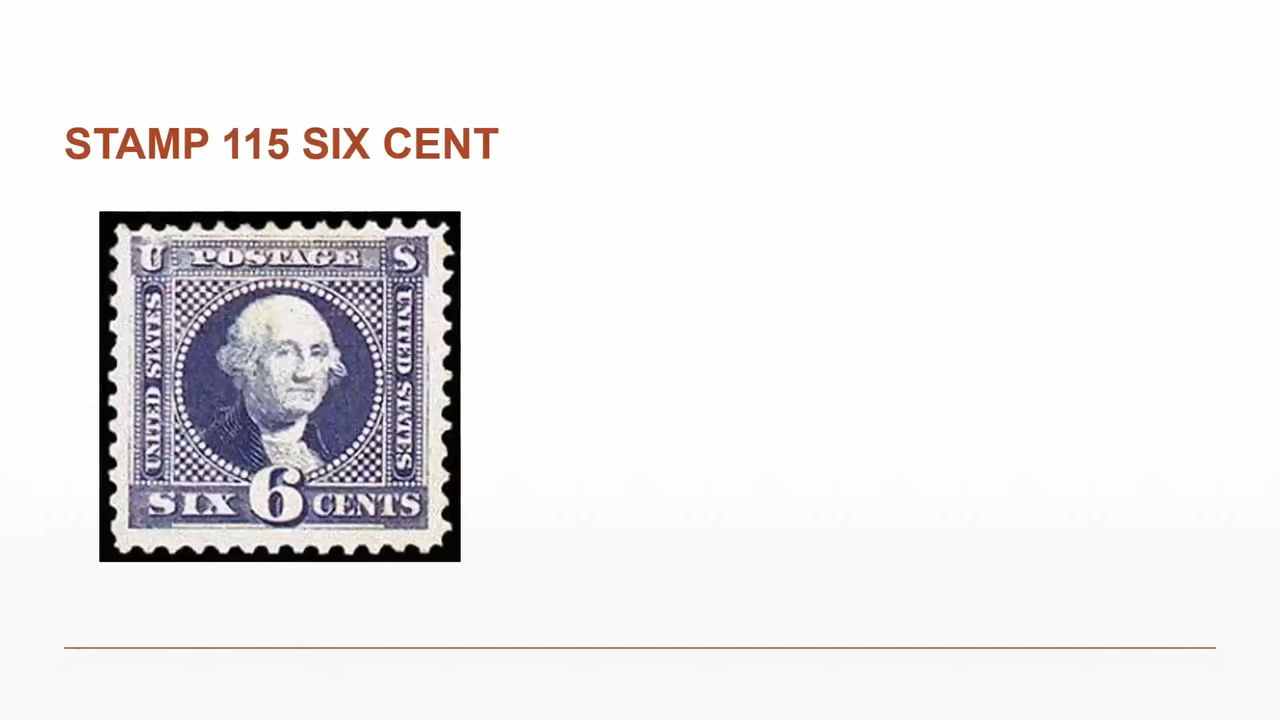 STAMP 115 SIX CENT
U POSTAGE S
UNITED STATES
UNITED STATES
SIX 6 CENTS